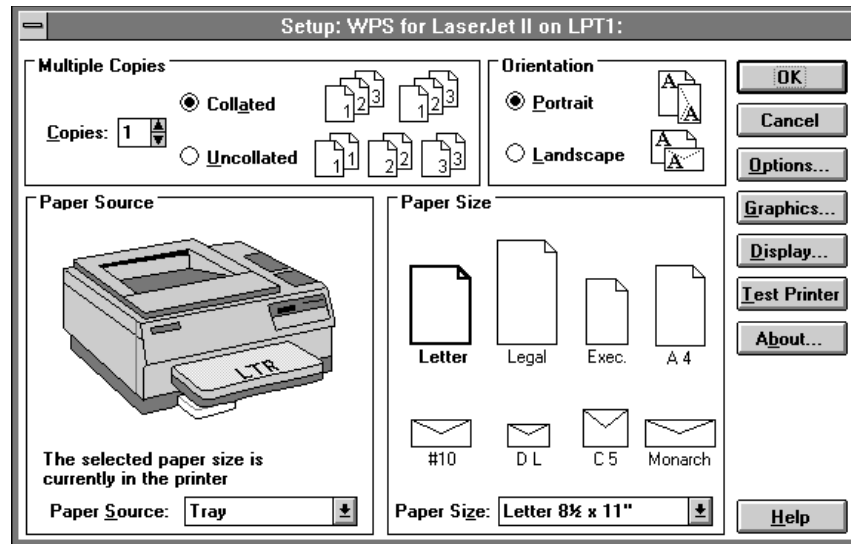 Setup: WPS for LaserJet II on LPT1:
Multiple Copies
Copies: 1
Collated
1 2 3 1 2 3
Uncollated
1 1 2 2 3 3
Orientation
Portrait
A A
Landscape
A A
OK
Cancel
Options...
Graphics...
Display...
Test Printer
About...
Help
Paper Source
LTR
The selected paper size is
currently in the printer
Paper Source: Tray
Paper Size
Letter Legal Exec. A 4
#10 D L C 5 Monarch
Paper Size: Letter 8½ x 11"